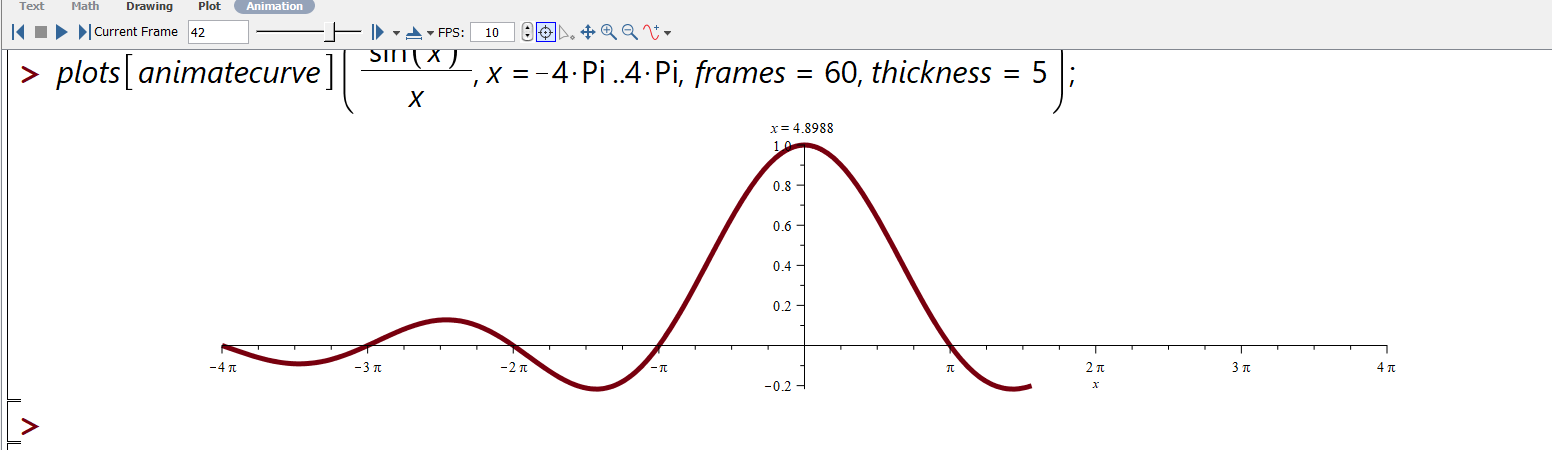 Text Math Drawing Plot Animation
Current Frame 42 FPS: 10
sin(x)
> plots[animatecurve]( ──── , x = −4·Pi ..4·Pi, frames = 60, thickness = 5 );
x
x = 4.8988
1.0
0.8
0.6
0.4
0.2
−4 π −3 π −2 π −π π 2 π 3 π 4 π
x
−0.2
>